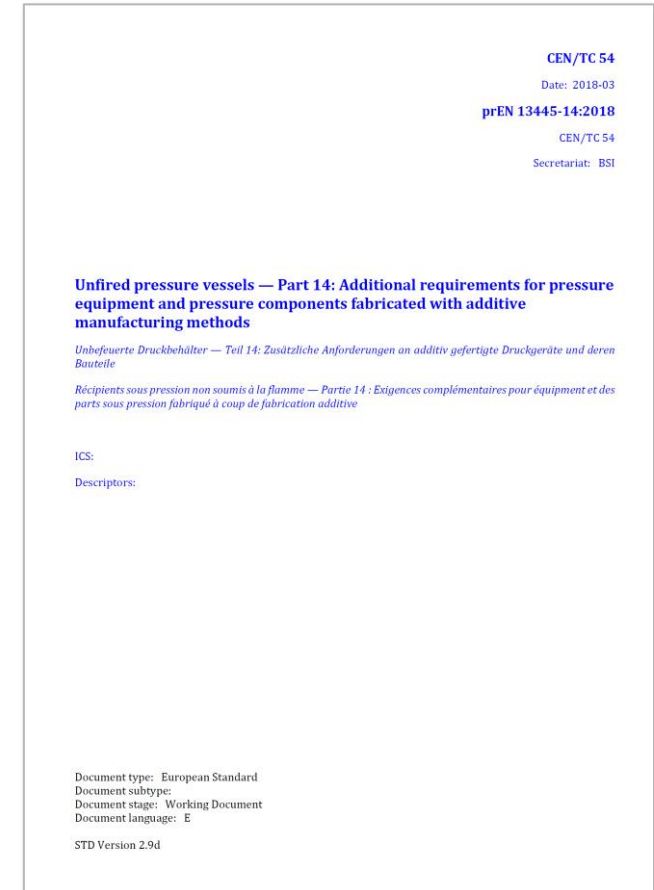 CEN/TC 54
Date: 2018-03
prEN 13445-14:2018
CEN/TC 54
Secretariat: BSI
Unfired pressure vessels — Part 14: Additional requirements for pressure
equipment and pressure components fabricated with additive
manufacturing methods
Unbefeuerte Druckbehälter — Teil 14: Zusätzliche Anforderungen an additiv gefertigte Druckgeräte und deren
Bauteile
Récipients sous pression non soumis à la flamme — Partie 14 : Exigences complémentaires pour équipment et des
parts sous pression fabriqué à coup de fabrication additive
ICS:
Descriptors:
Document type: European Standard
Document subtype:
Document stage: Working Document
Document language: E
STD Version 2.9d